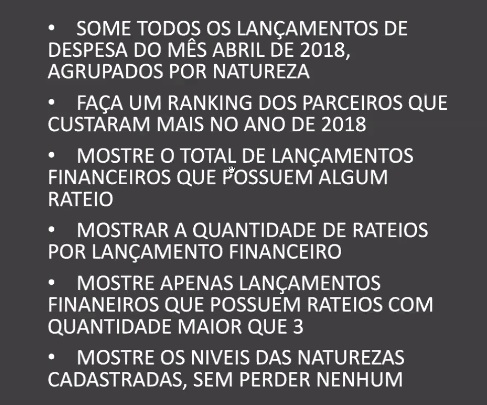 • SOME TODOS OS LANÇAMENTOS DE
DESPESA DO MÊS ABRIL DE 2018,
AGRUPADOS POR NATUREZA
• FAÇA UM RANKING DOS PARCEIROS QUE
CUSTARAM MAIS NO ANO DE 2018
• MOSTRE O TOTAL DE LANÇAMENTOS
FINANCEIROS QUE POSSUEM ALGUM
RATEIO
• MOSTRAR A QUANTIDADE DE RATEIOS
POR LANÇAMENTO FINANCEIRO
• MOSTRE APENAS LANÇAMENTOS
FINANEIROS QUE POSSUEM RATEIOS COM
QUANTIDADE MAIOR QUE 3
• MOSTRE OS NIVEIS DAS NATUREZAS
CADASTRADAS, SEM PERDER NENHUM